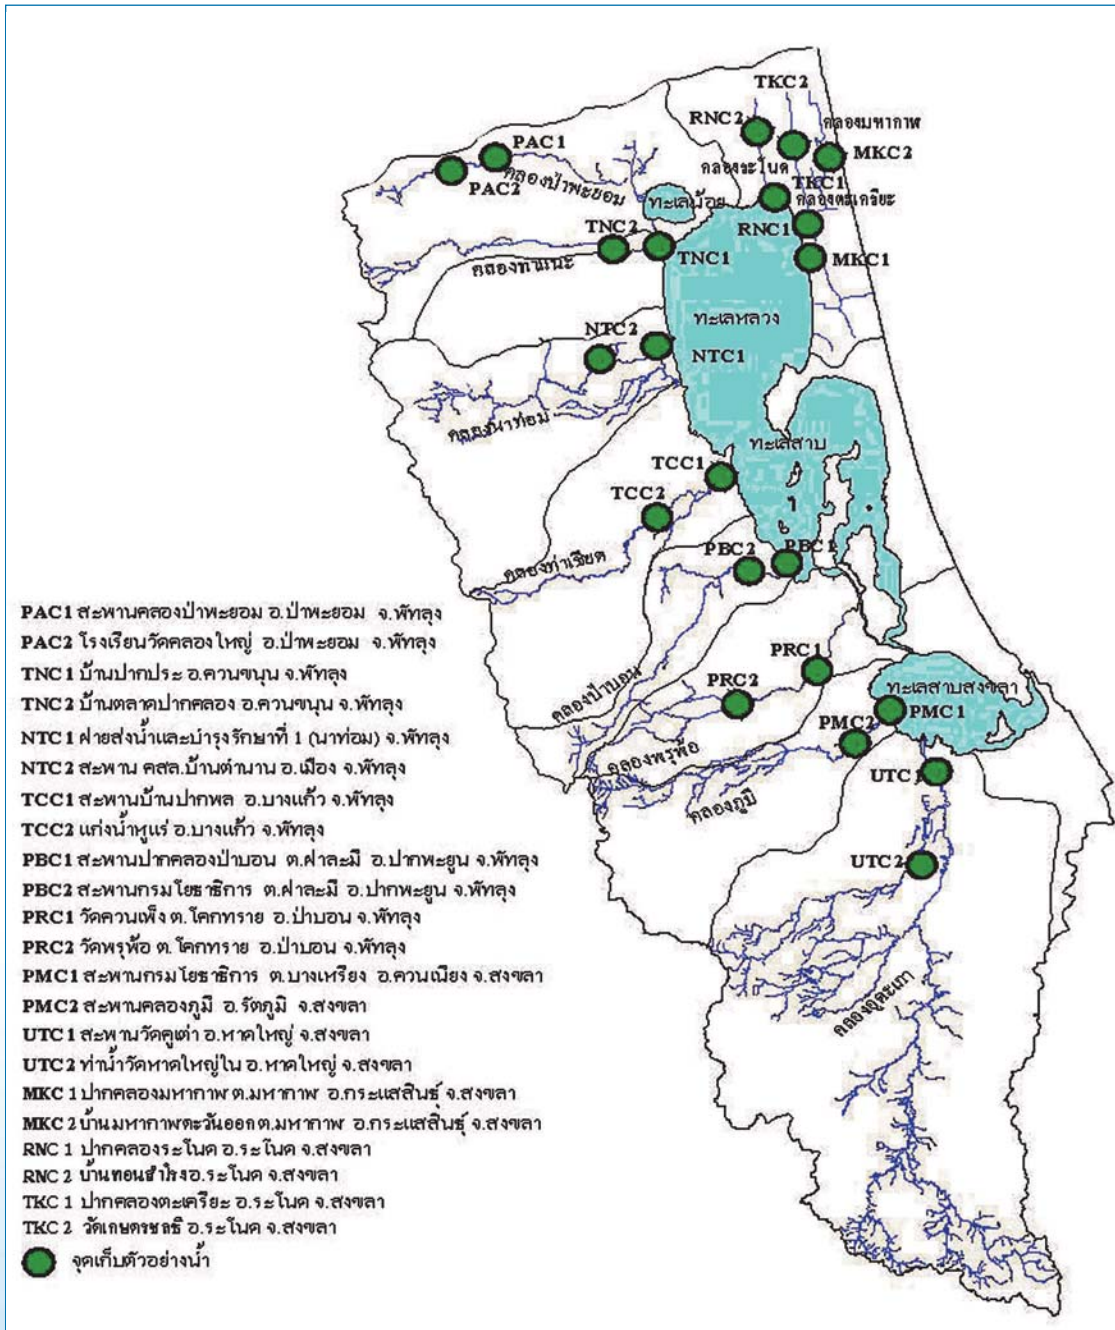 TKC2
RNC2
คลองมหากาฬ
MKC2
PAC1
PAC2
คลองป่าพะยอม
คลองระโนด
TKC1
คลองตะเครียะ
ทะเลน้อย
RNC1
TNC2
TNC1
MKC1
คลองท่าแนะ
ทะเลหลวง
NTC2
NTC1
คลองนาท่อม
ทะเลสาบ
TCC1
TCC2
PBC2
PBC1
คลองท่าเชียด
PRC1
PRC2
คลองป่าบอน
ทะเลสาบสงขลา
PMC1
PMC2
คลองพรุพ้อ
UTC1
คลองภูมี
UTC2
คลองอู่ตะเภา
PAC1 สะพานคลองป่าพะยอม อ.ป่าพะยอม จ.พัทลุง
PAC2 โรงเรียนวัดคลองใหญ่ อ.ป่าพะยอม จ.พัทลุง
TNC1 บ้านปากประ อ.ควนขนุน จ.พัทลุง
TNC2 บ้านตลาดปากคลอง อ.ควนขนุน จ.พัทลุง
NTC1 ฝายส่งน้ำและบำรุงรักษาที่ 1 (นาท่อม) จ.พัทลุง
NTC2 สะพาน คสล.บ้านตำนาน อ.เมือง จ.พัทลุง
TCC1 สะพานบ้านปากพล อ.บางแก้ว จ.พัทลุง
TCC2 แก่งน้ำหูแร่ อ.บางแก้ว จ.พัทลุง
PBC1 สะพานปากคลองป่าบอน ต.ฝาละมี อ.ปากพะยูน จ.พัทลุง
PBC2 สะพานกรมโยธาธิการ ต.ฝาละมี อ.ปากพะยูน จ.พัทลุง
PRC1 วัดควนเพ็ง ต.โคกทราย อ.ป่าบอน จ.พัทลุง
PRC2 วัดพรุพ้อ ต.โคกทราย อ.ป่าบอน จ.พัทลุง
PMC1 สะพานกรมโยธาธิการ ต.บางเหรียง อ.ควนเนียง จ.สงขลา
PMC2 สะพานคลองภูมี อ.รัตภูมิ จ.สงขลา
UTC1 สะพานวัดคูเต่า อ.หาดใหญ่ จ.สงขลา
UTC2 ท่าน้ำวัดหาดใหญ่ใน อ.หาดใหญ่ จ.สงขลา
MKC 1 ปากคลองมหากาฬ ต.มหากาฬ อ.กระแสสินธุ์ จ.สงขลา
MKC 2 บ้านมหากาฬตะวันออก ต.มหากาฬ อ.กระแสสินธุ์ จ.สงขลา
RNC 1 ปากคลองระโนด อ.ระโนด จ.สงขลา
RNC 2 บ้านทอนสำโรง อ.ระโนด จ.สงขลา
TKC 1 ปากคลองตะเครียะ อ.ระโนด จ.สงขลา
TKC 2 วัดเกษตรชลธี อ.ระโนด จ.สงขลา
จุดเก็บตัวอย่างน้ำ